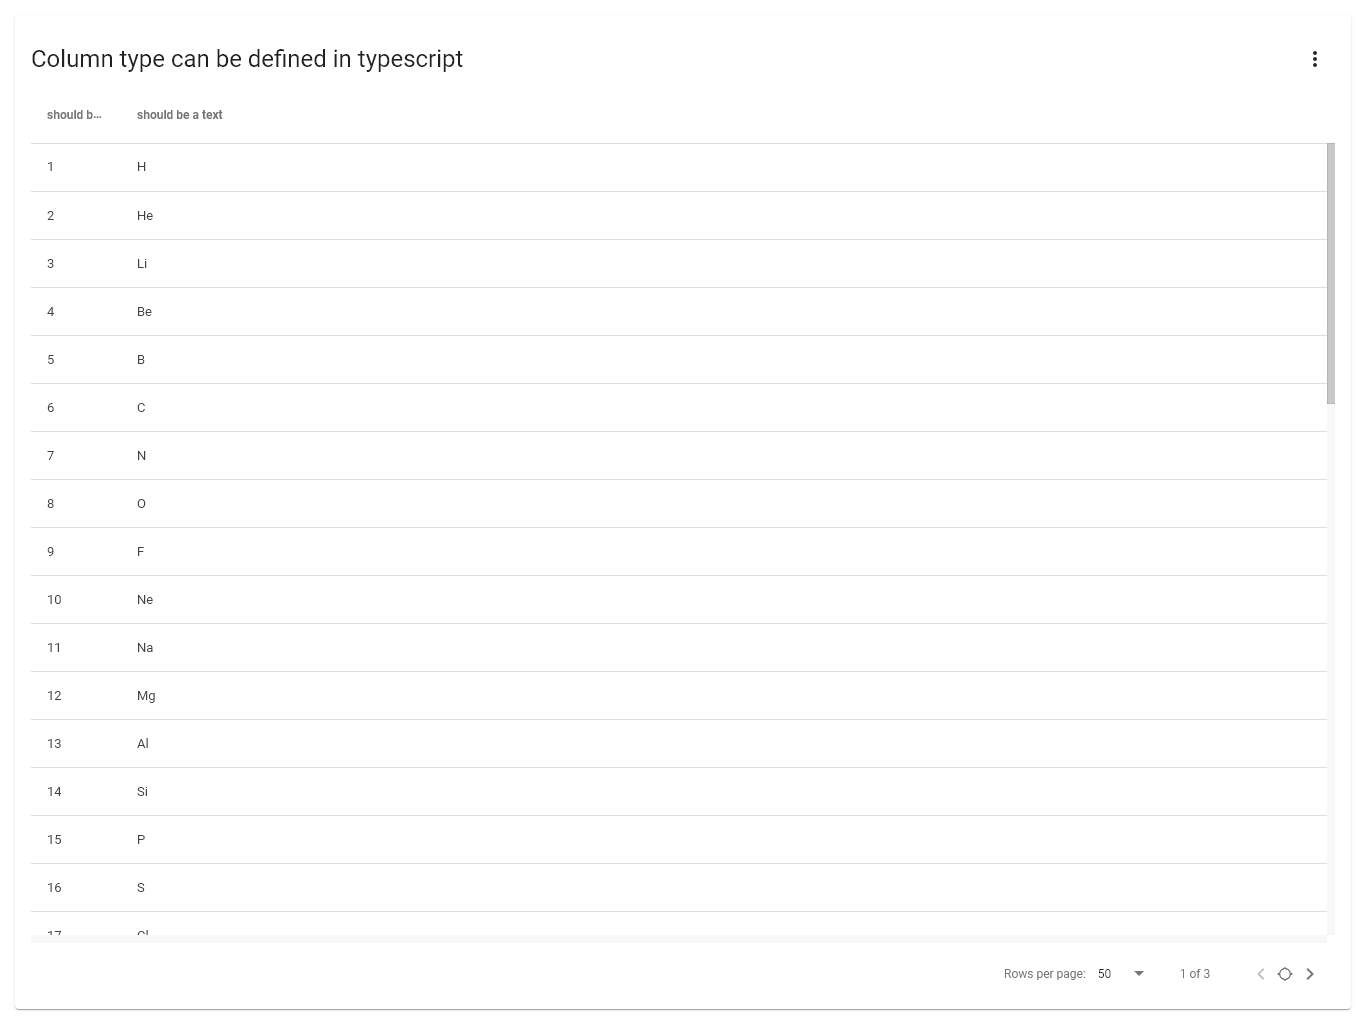 Column type can be defined in typescript
should b… should be a text
1 H
2 He
3 Li
4 Be
5 B
6 C
7 N
8 O
9 F
10 Ne
11 Na
12 Mg
13 Al
14 Si
15 P
16 S
17 Cl
Rows per page: 50 1 of 3